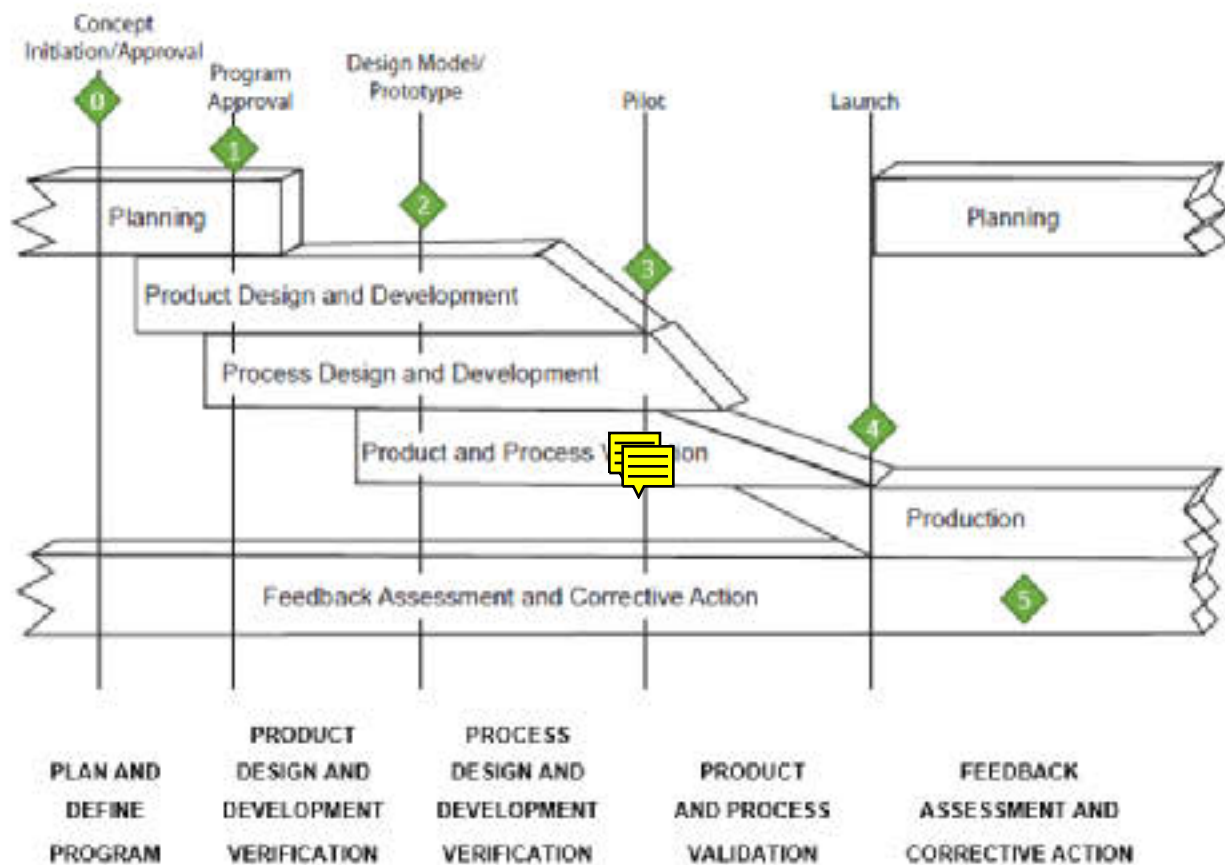 Concept
Initiation/Approval
Program
Approval
Design Model/
Prototype
Pilot
Launch
0
1
2
3
4
5
Planning
Planning
Product Design and Development
Process Design and Development
Product and Process
Production
Feedback Assessment and Corrective Action
PLAN AND
DEFINE
PROGRAM
PRODUCT
DESIGN AND
DEVELOPMENT
VERIFICATION
PROCESS
DESIGN AND
DEVELOPMENT
VERIFICATION
PRODUCT
AND PROCESS
VALIDATION
FEEDBACK
ASSESSMENT AND
CORRECTIVE ACTION